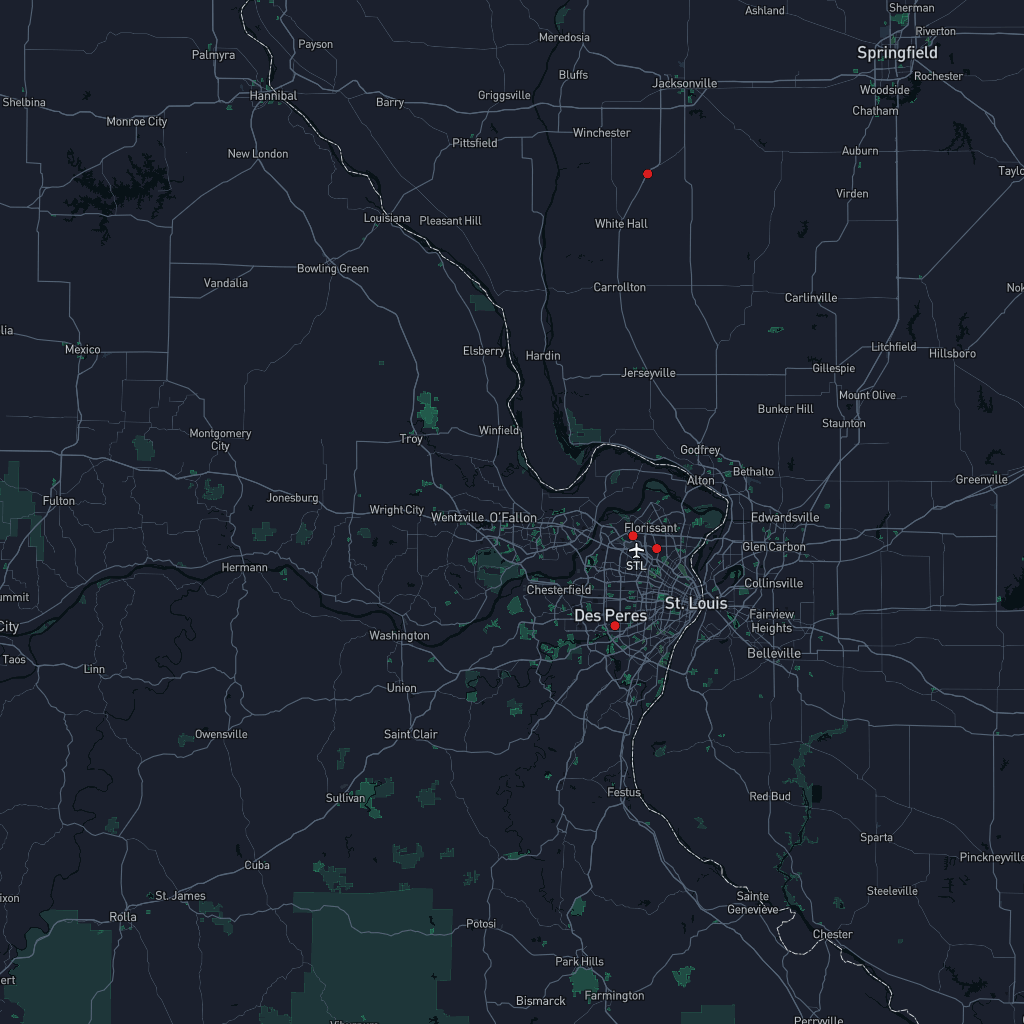 Ashland
Sherman
Riverton
Meredosia
Payson
Palmyra
Springfield
Bluffs
Jacksonville
Rochester
Woodside
Hannibal
Griggsville
Shelbina
Barry
Chatham
Monroe City
Winchester
Pittsfield
New London
Auburn
Virden
Louisiana
Pleasant Hill
White Hall
Bowling Green
Vandalia
Carrollton
Carlinville
Mexico
Elsberry
Hardin
Litchfield
Hillsboro
Jerseyville
Gillespie
Mount Olive
Bunker Hill
Staunton
Montgomery
City
Troy
Winfield
Godfrey
Bethalto
Alton
Greenville
Fulton
Jonesburg
Wright City
Wentzville
O'Fallon
Florissant
Edwardsville
Glen Carbon
STL
Hermann
Collinsville
Chesterfield
St. Louis
Des Peres
Fairview
Heights
City
Washington
Belleville
Taos
Linn
Union
Owensville
Saint Clair
Festus
Sullivan
Red Bud
Sparta
Pinckneyville
Cuba
St. James
Steeleville
Sainte
Geneviève
Rolla
Potosi
Chester
Park Hills
Farmington
Bismarck
Perryville